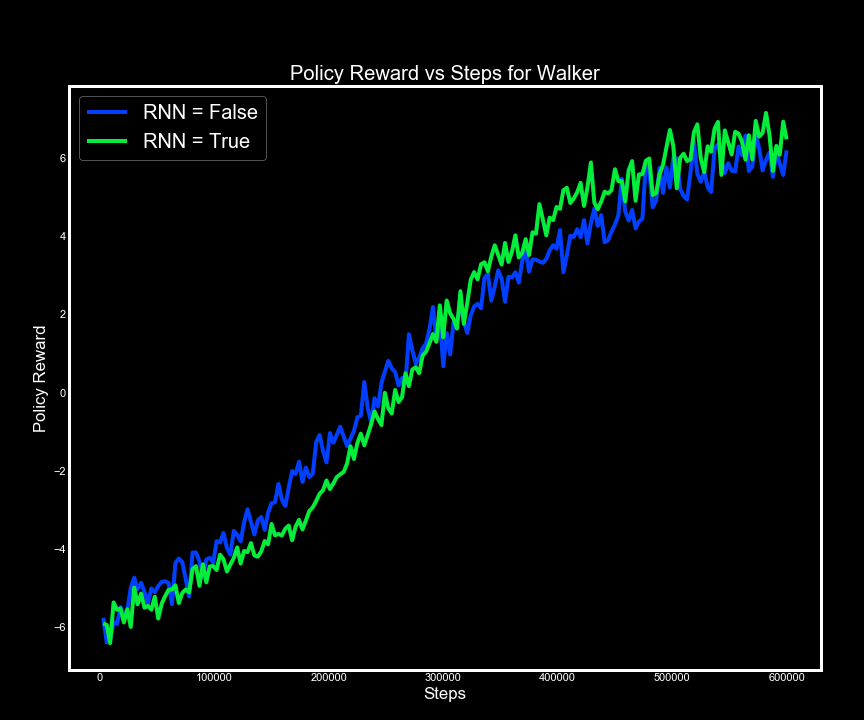 Policy Reward vs Steps for Walker
RNN = False
RNN = True
6
4
2
0
−2
−4
−6
Policy Reward
0 100000 200000 300000 400000 500000 600000
Steps